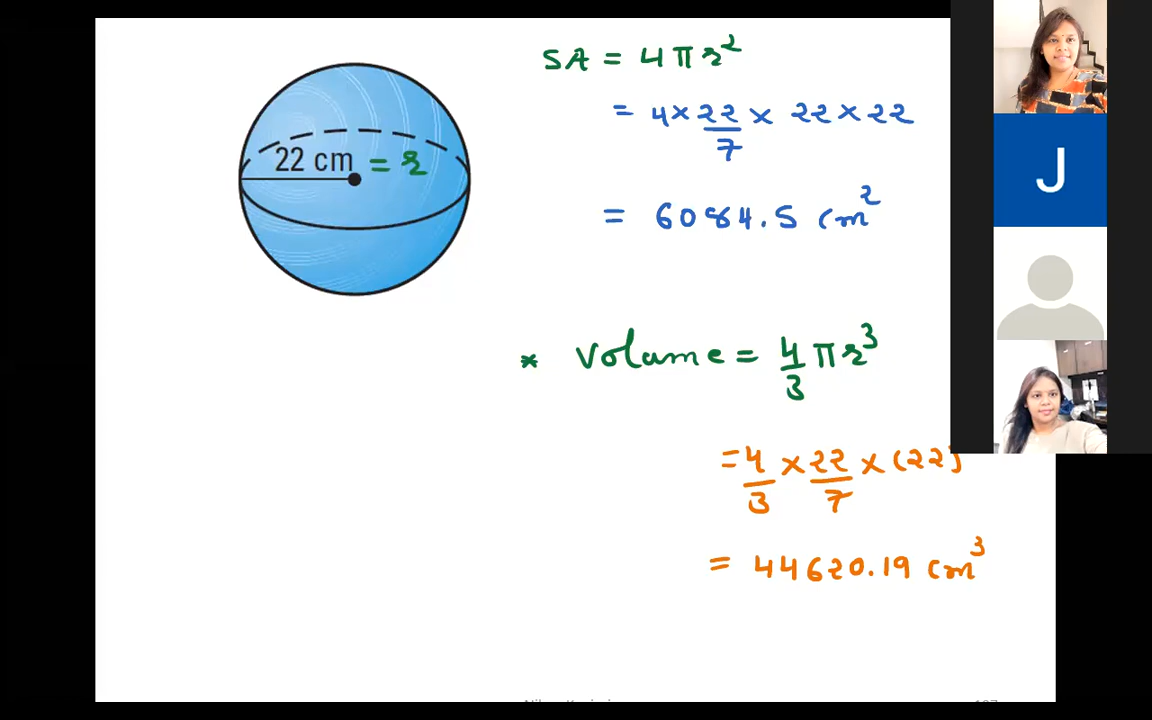 SA = 4πr²
= 4 × 22/7 × 22 × 22
22 cm = r
= 6084.5 cm²
* Volume = 4/3 πr³
= 4/3 × 22/7 × (22)
= 44620.19 cm³
J